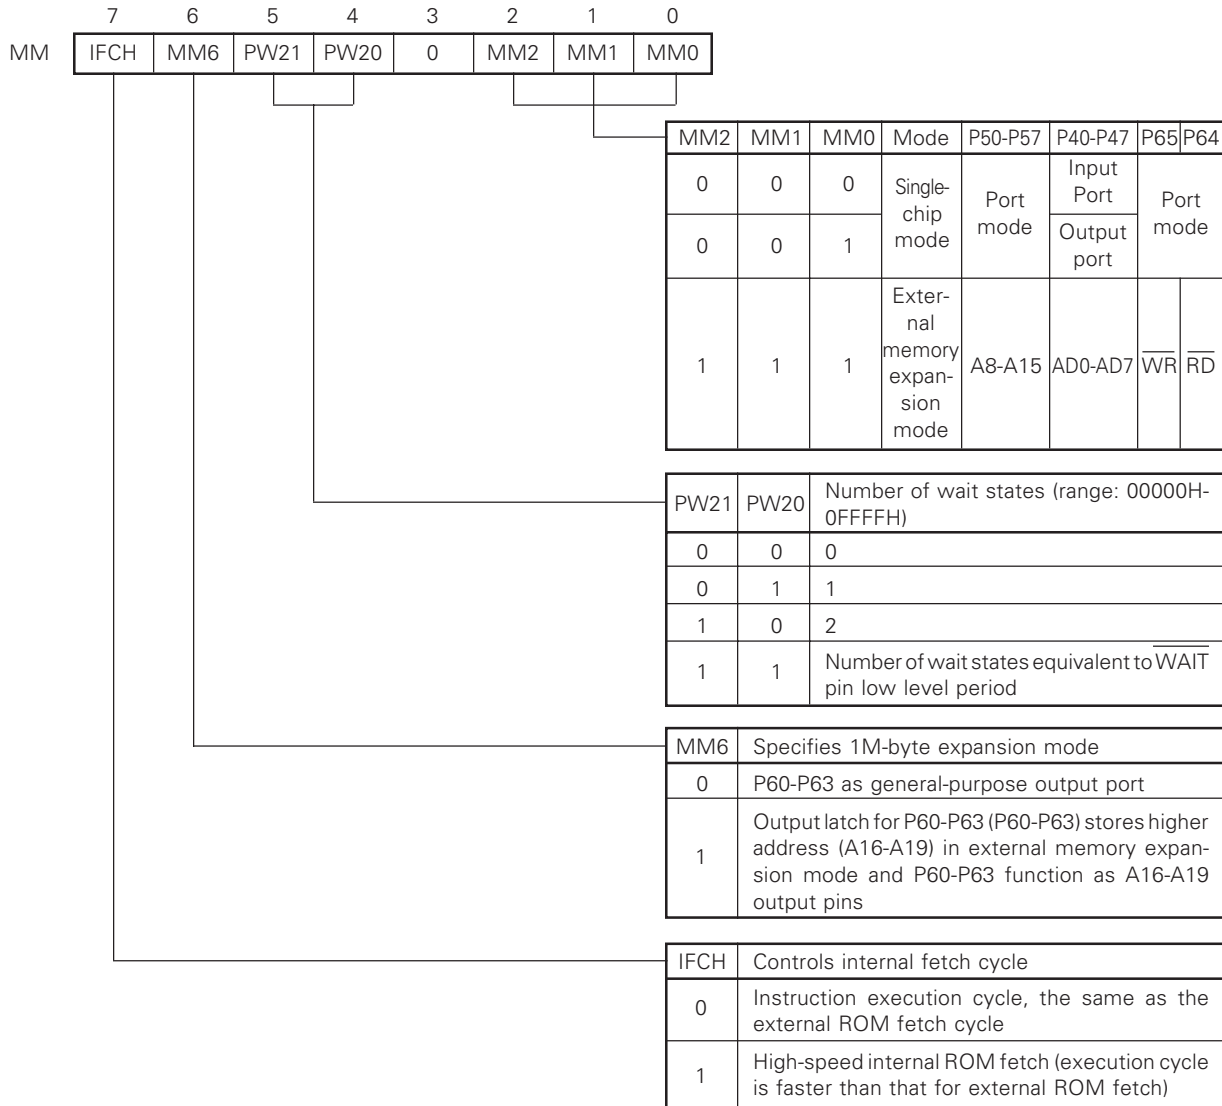 7 6 5 4 3 2 1 0
MM IFCH MM6 PW21 PW20 0 MM2 MM1 MM0
MM2 MM1 MM0 Mode P50-P57 P40-P47 P65 P64
0 0 0 Single-
chip
mode Port
mode Input
Port Port
mode
0 0 1 Output
port
1 1 1 Exter-
nal
memory
expan-
sion
mode A8-A15 AD0-AD7 WR RD
PW21 PW20 Number of wait states (range: 00000H-
0FFFFH)
0 0 0
0 1 1
1 0 2
1 1 Number of wait states equivalent to WAIT
pin low level period
MM6 Specifies 1M-byte expansion mode
0 P60-P63 as general-purpose output port
1 Output latch for P60-P63 (P60-P63) stores higher
address (A16-A19) in external memory expan-
sion mode and P60-P63 function as A16-A19
output pins
IFCH Controls internal fetch cycle
0 Instruction execution cycle, the same as the
external ROM fetch cycle
1 High-speed internal ROM fetch (execution cycle
is faster than that for external ROM fetch)